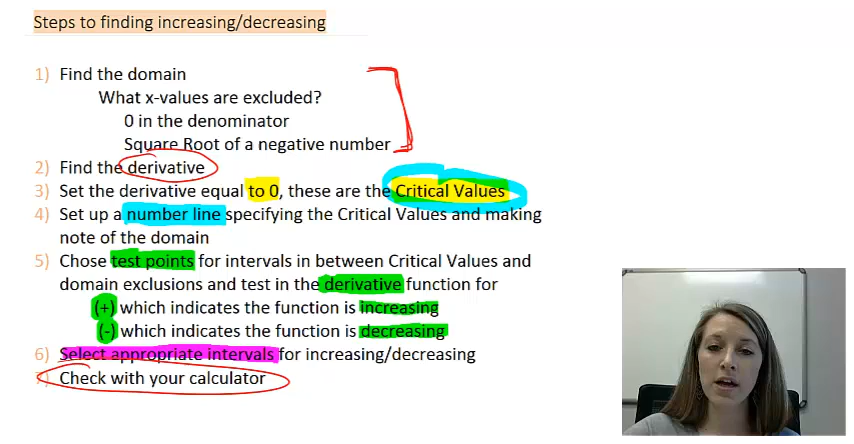 Steps to finding increasing/decreasing
1) Find the domain
What x-values are excluded?
0 in the denominator
Square Root of a negative number
2) Find the derivative
3) Set the derivative equal to 0, these are the Critical Values
4) Set up a number line specifying the Critical Values and making
note of the domain
5) Chose test points for intervals in between Critical Values and
domain exclusions and test in the derivative function for
(+) which indicates the function is increasing
(-) which indicates the function is decreasing
6) Select appropriate intervals for increasing/decreasing
7) Check with your calculator